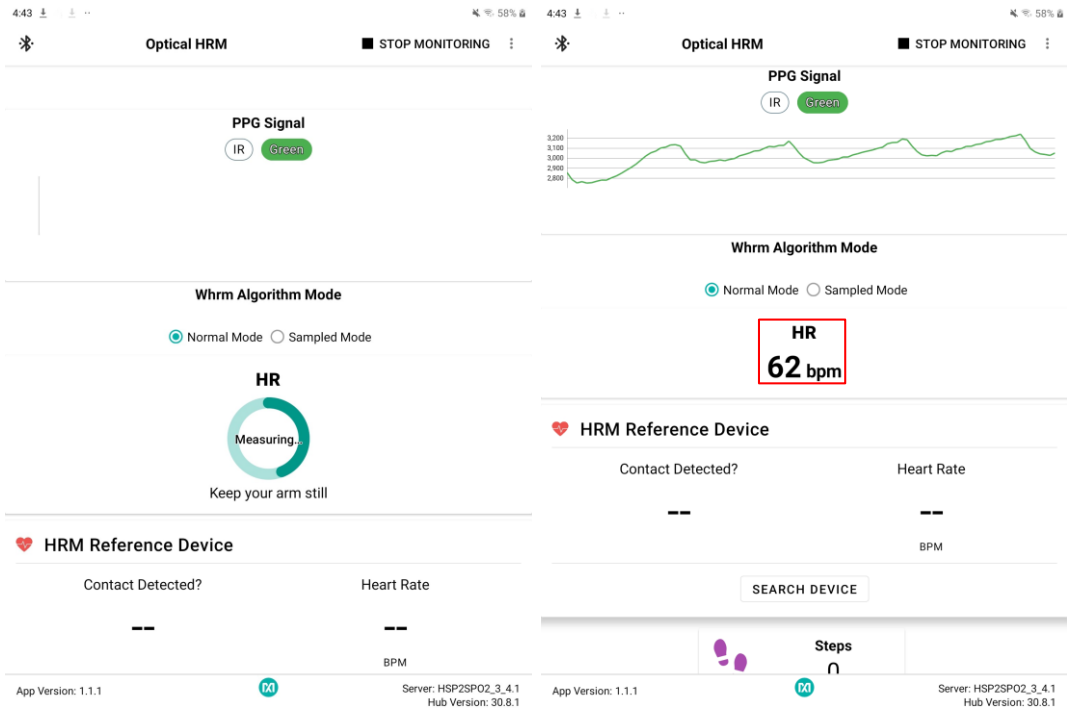 4:43
58%
Optical HRM
STOP MONITORING
PPG Signal
IR Green
Whrm Algorithm Mode
Normal Mode Sampled Mode
HR
Measuring...
Keep your arm still
HRM Reference Device
Contact Detected? Heart Rate
-- --
BPM
App Version: 1.1.1
Server: HSP2SPO2_3_4.1
Hub Version: 30.8.1
4:43
58%
Optical HRM
STOP MONITORING
PPG Signal
IR Green
3,200
3,100
3,000
2,900
2,800
Whrm Algorithm Mode
Normal Mode Sampled Mode
HR
62 bpm
HRM Reference Device
Contact Detected? Heart Rate
-- --
BPM
SEARCH DEVICE
Steps
0
App Version: 1.1.1
Server: HSP2SPO2_3_4.1
Hub Version: 30.8.1